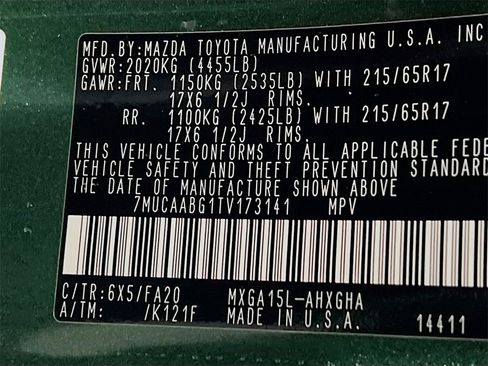 MFD.BY:MAZDA TOYOTA MANUFACTURING U.S.A. INC
GVWR:2020KG (4455LB)
GAWR:FRT. 1150KG (2535LB) WITH 215/65R17
17X6 1/2J RIMS.
RR. 1100KG (2425LB) WITH 215/65R17
17X6 1/2J RIMS.
THIS VEHICLE CONFORMS TO ALL APPLICABLE FEDE
VEHICLE SAFETY AND THEFT PREVENTION STANDARD
THE DATE OF MANUFACTURE SHOWN ABOVE
7MUCAABG1TV173141 MPV
C/TR:6X5/FA20 MXGA15L-AHXGHA
A/TM: /K121F 14411